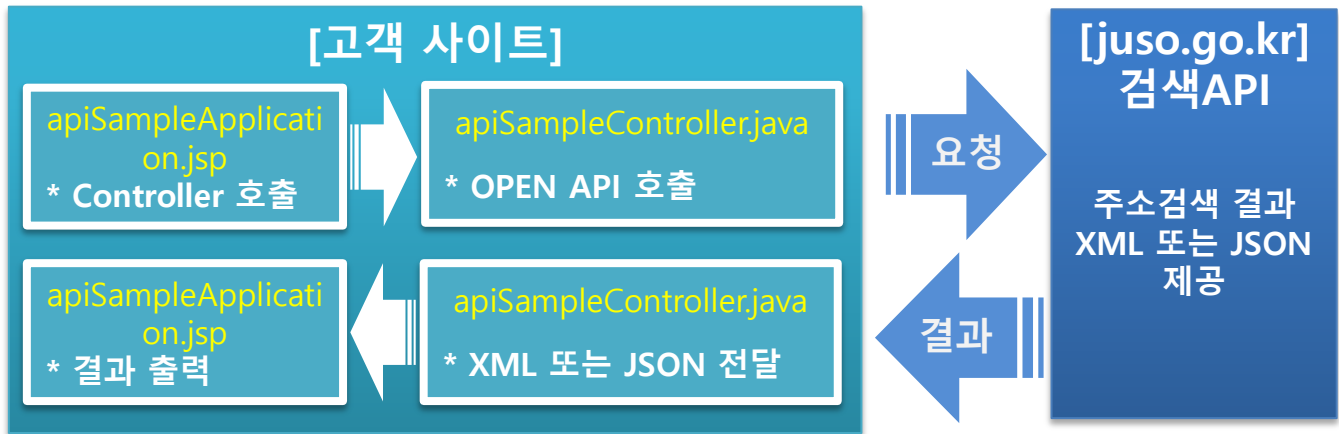 [고객 사이트]
apiSampleApplicati
on.jsp
* Controller 호출
apiSampleController.java
* OPEN API 호출
요청
[juso.go.kr]
검색API
주소검색 결과
XML 또는 JSON
제공
apiSampleApplicati
on.jsp
* 결과 출력
apiSampleController.java
* XML 또는 JSON 전달
결과